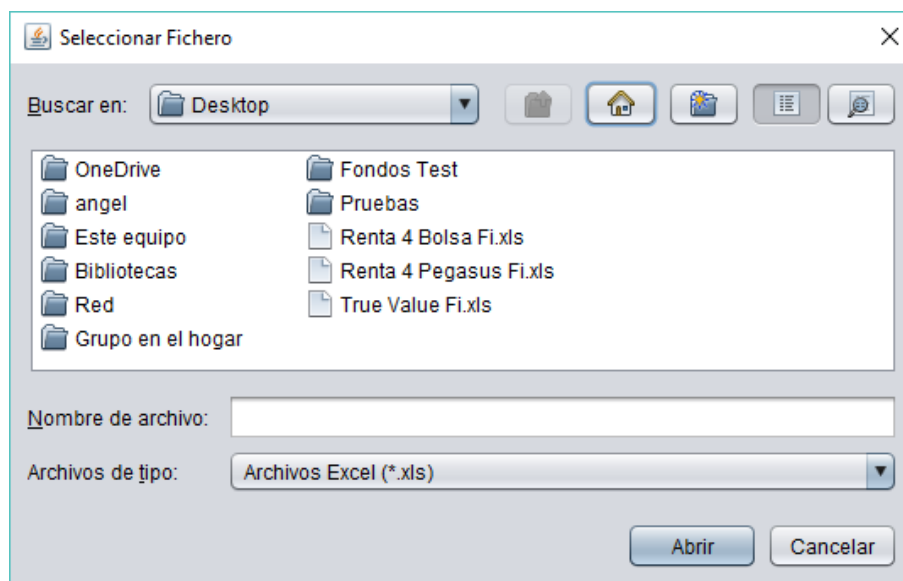 Seleccionar Fichero
Buscar en: Desktop
OneDrive
angel
Este equipo
Bibliotecas
Red
Grupo en el hogar
Fondos Test
Pruebas
Renta 4 Bolsa Fi.xls
Renta 4 Pegasus Fi.xls
True Value Fi.xls
Nombre de archivo:
Archivos de tipo: Archivos Excel (*.xls)
Abrir Cancelar